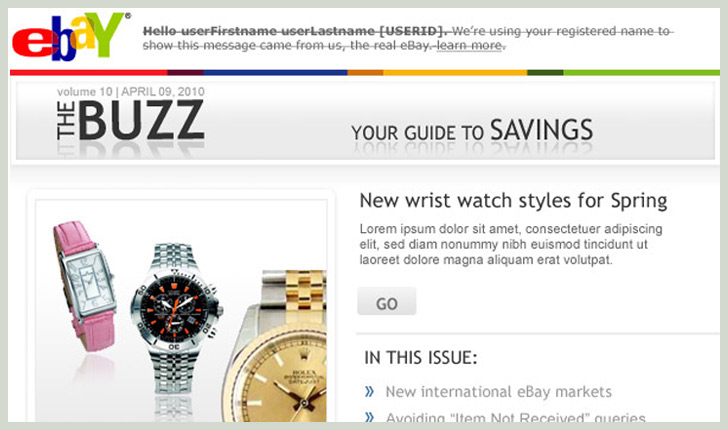 ebaY®
Hello userFirstname userLastname [USERID]. We're using your registered name to
show this message came from us, the real eBay. learn more.
volume 10 | APRIL 09, 2010
THE BUZZ
YOUR GUIDE TO SAVINGS
New wrist watch styles for Spring
Lorem ipsum dolor sit amet, consectetuer adipiscing
elit, sed diam nonummy nibh euismod tincidunt ut
laoreet dolore magna aliquam erat volutpat.
GO
IN THIS ISSUE:
» New international eBay markets
» Avoiding “Item Not Received” queries
ROLEX